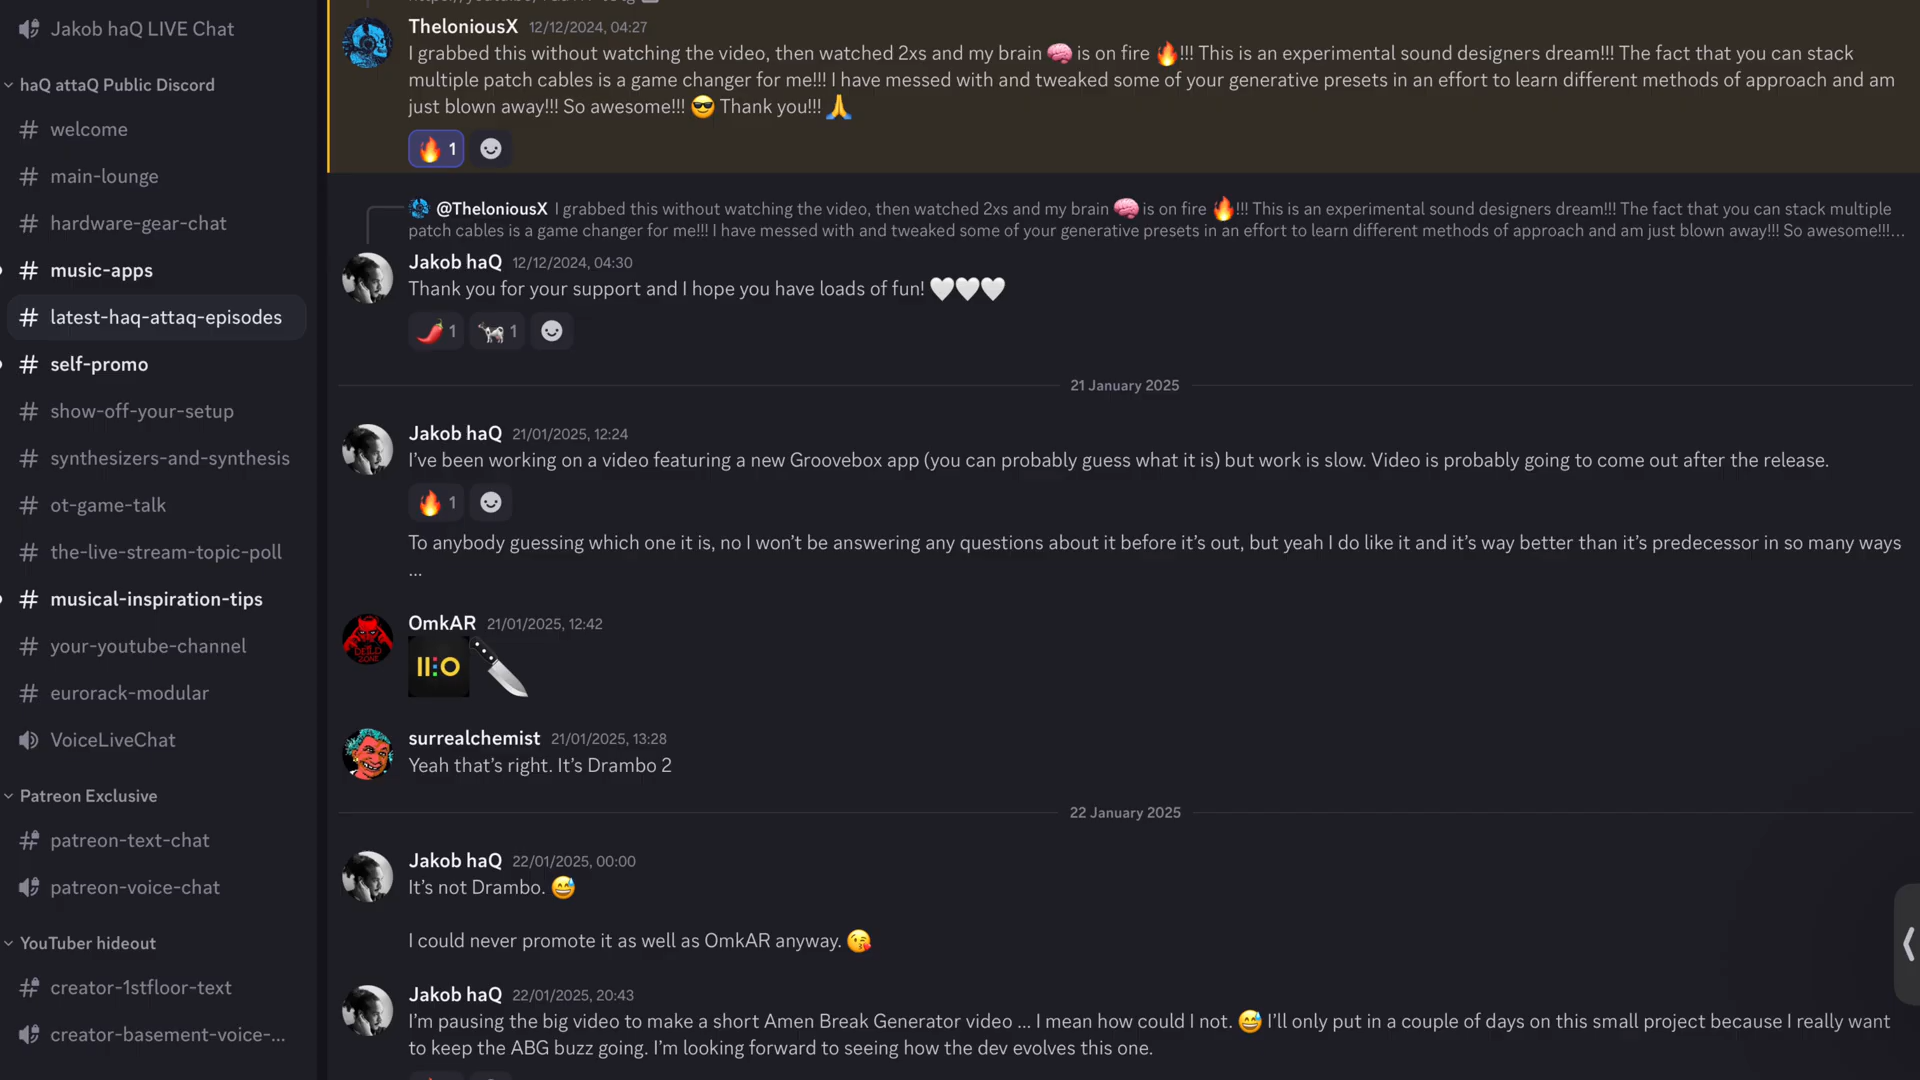 Jakob haQ LIVE Chat
haQ attaQ Public Discord
welcome
main-lounge
hardware-gear-chat
music-apps
latest-haq-attaq-episodes
self-promo
show-off-your-setup
synthesizers-and-synthesis
ot-game-talk
the-live-stream-topic-poll
musical-inspiration-tips
your-youtube-channel
eurorack-modular
VoiceLiveChat
Patreon Exclusive
patreon-text-chat
patreon-voice-chat
YouTuber hideout
creator-1stfloor-text
creator-basement-voice-...
TheloniousX 12/12/2024, 04:27
I grabbed this without watching the video, then watched 2xs and my brain 🧠 is on fire 🔥!!! This is an experimental sound designers dream!!! The fact that you can stack
multiple patch cables is a game changer for me!!! I have messed with and tweaked some of your generative presets in an effort to learn different methods of approach and am
just blown away!!! So awesome!!! 😎 Thank you!!! 🙏
🔥 1
@TheloniousX I grabbed this without watching the video, then watched 2xs and my brain 🧠 is on fire 🔥!!! This is an experimental sound designers dream!!! The fact that you can stack multiple
patch cables is a game changer for me!!! I have messed with and tweaked some of your generative presets in an effort to learn different methods of approach and am just blown away!!! So awesome!!!...
Jakob haQ 12/12/2024, 04:30
Thank you for your support and I hope you have loads of fun! 🤍🤍🤍
🌶️ 1 🐄 1
21 January 2025
Jakob haQ 21/01/2025, 12:24
I've been working on a video featuring a new Groovebox app (you can probably guess what it is) but work is slow. Video is probably going to come out after the release.
🔥 1
To anybody guessing which one it is, no I won't be answering any questions about it before it's out, but yeah I do like it and it's way better than it's predecessor in so many ways
...
OmkAR 21/01/2025, 12:42
surrealchemist 21/01/2025, 13:28
Yeah that's right. It's Drambo 2
22 January 2025
Jakob haQ 22/01/2025, 00:00
It's not Drambo. 😅
I could never promote it as well as OmkAR anyway. 😘
Jakob haQ 22/01/2025, 20:43
I'm pausing the big video to make a short Amen Break Generator video ... I mean how could I not. 😅 I'll only put in a couple of days on this small project because I really want
to keep the ABG buzz going. I'm looking forward to seeing how the dev evolves this one.